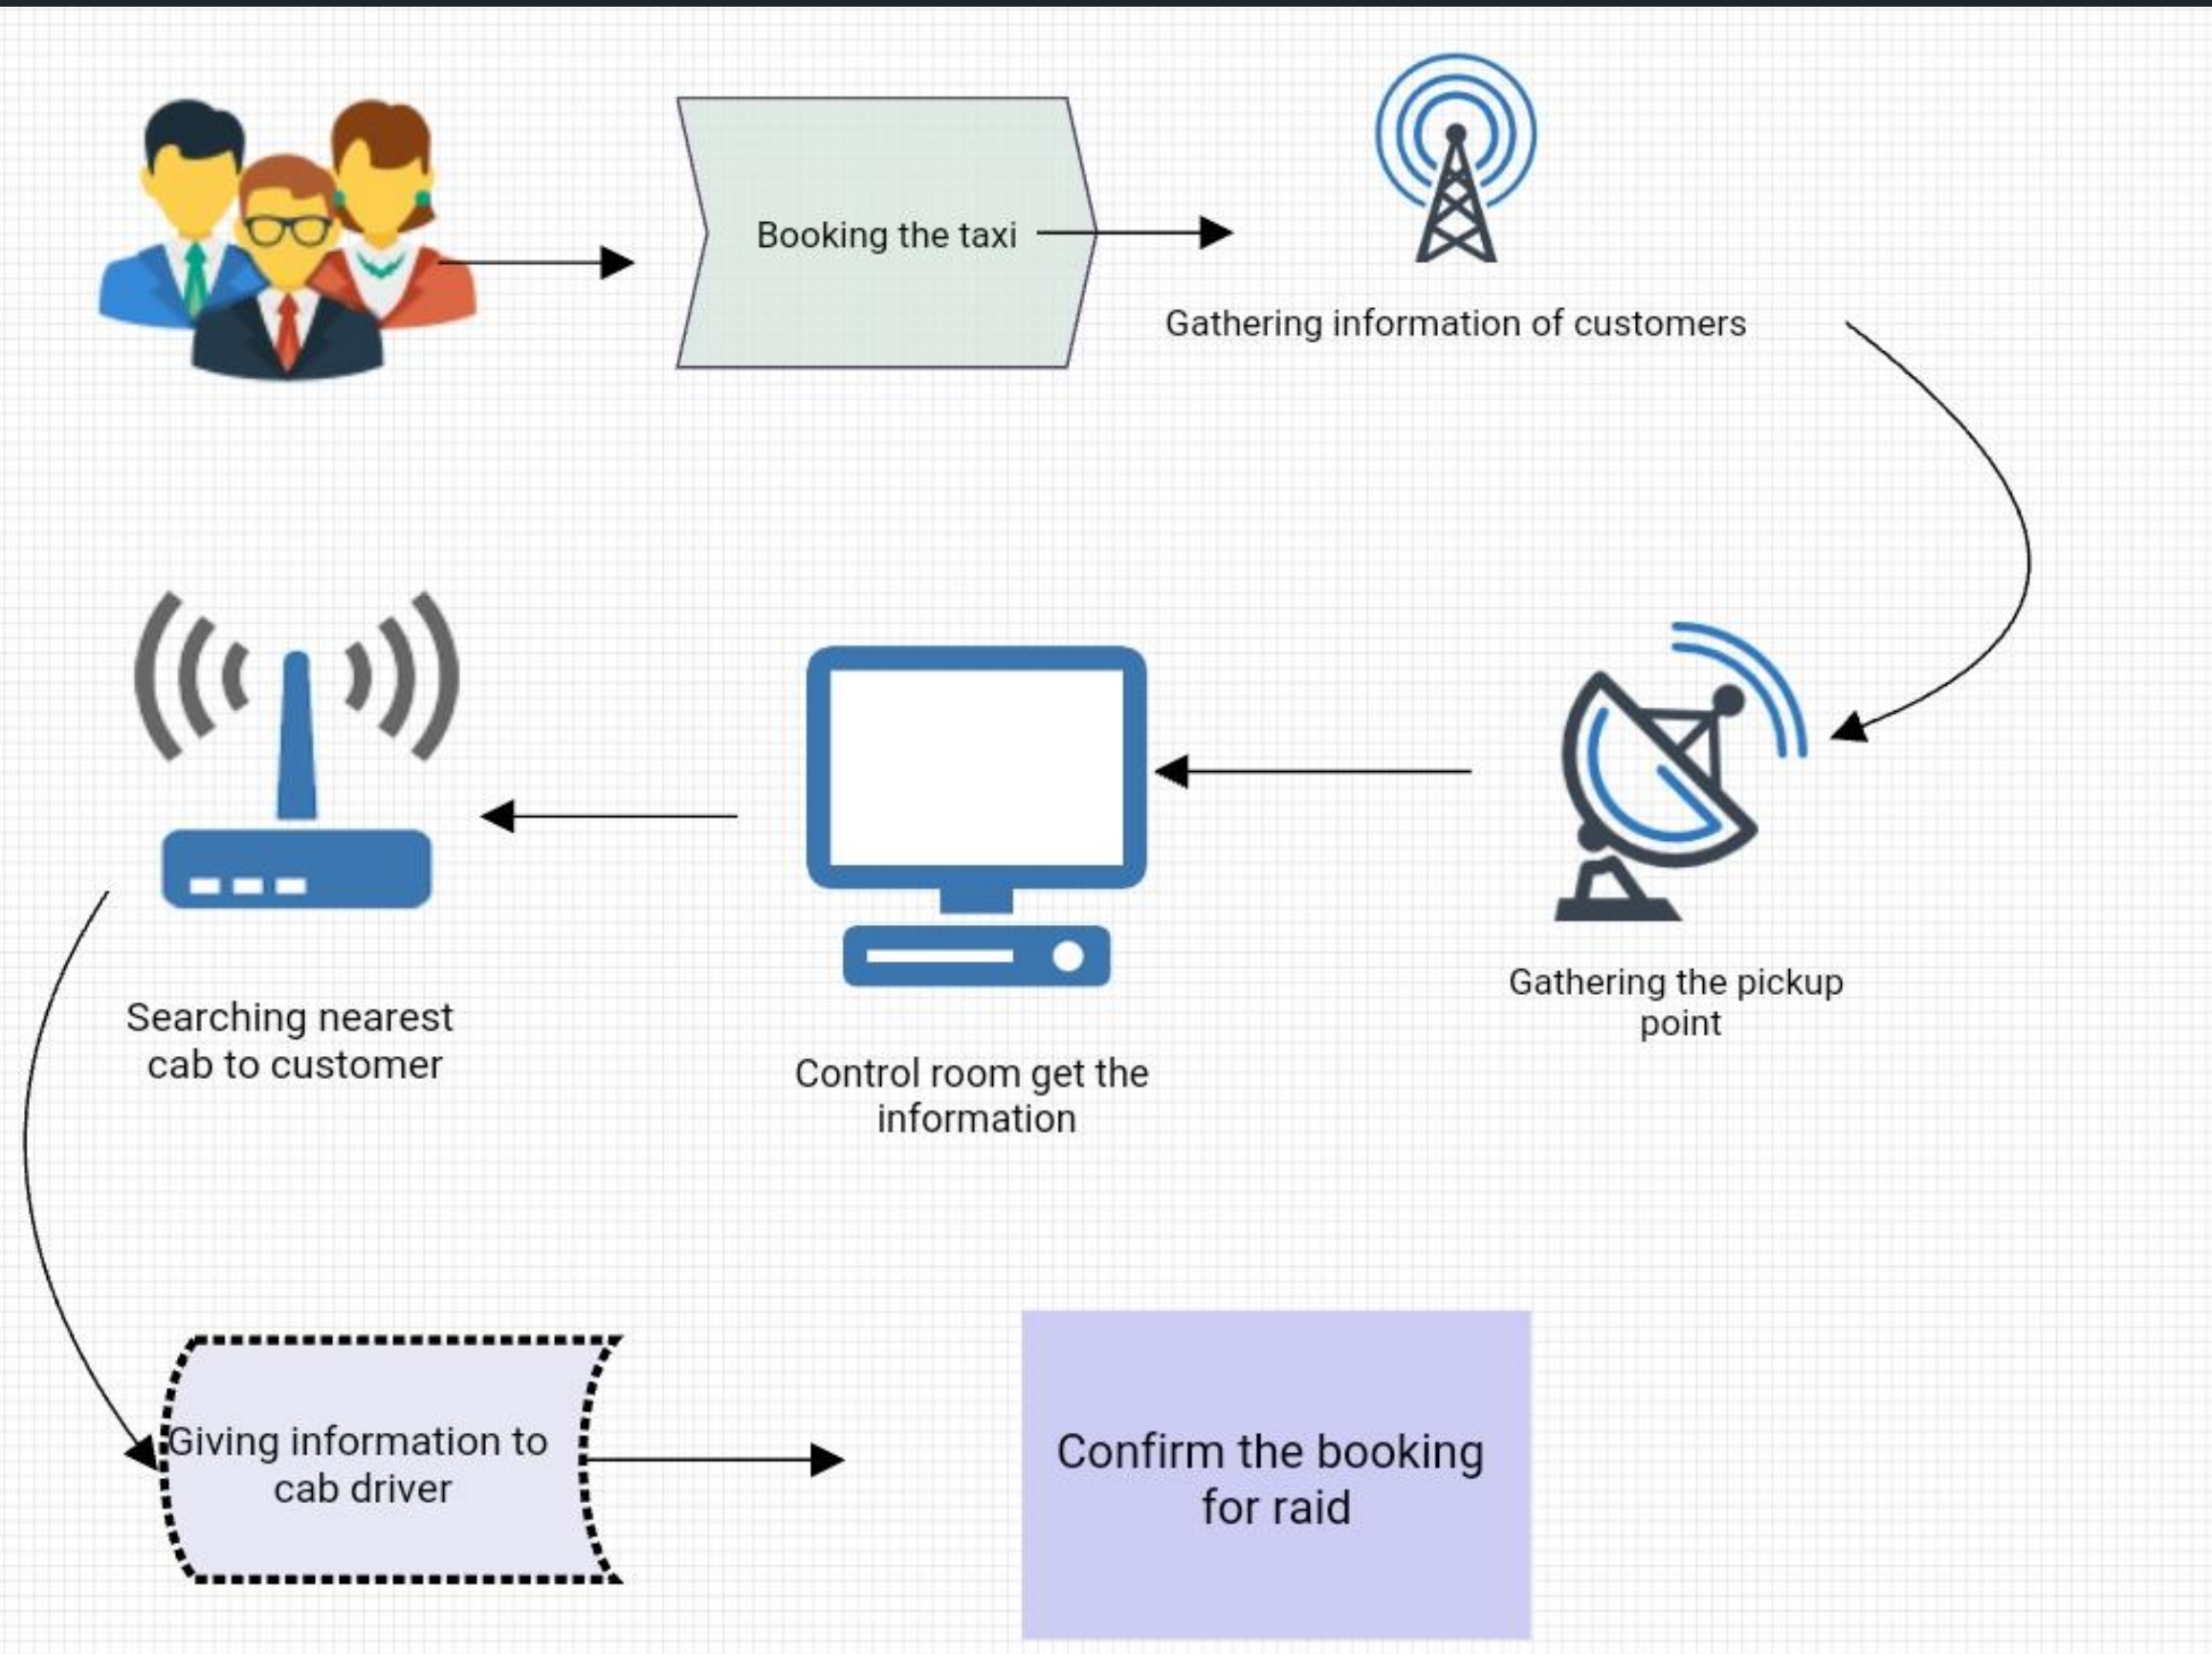 Booking the taxi
Gathering information of customers
Gathering the pickup
point
Control room get the
information
Searching nearest
cab to customer
Giving information to
cab driver
Confirm the booking
for raid